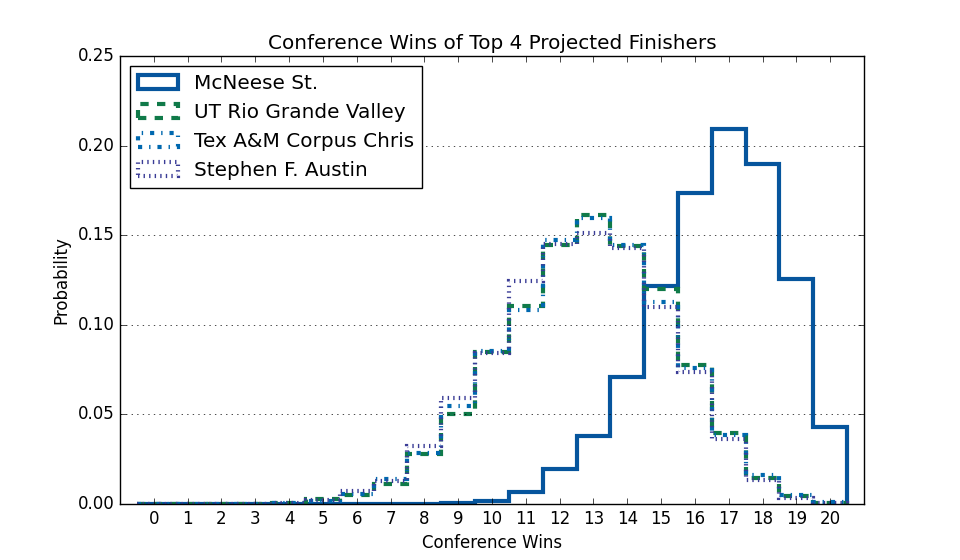 Conference Wins of Top 4 Projected Finishers
0.25
0.20
0.15
0.10
0.05
0.00
Probability
McNeese St.
UT Rio Grande Valley
Tex A&M Corpus Chris
Stephen F. Austin
0 1 2 3 4 5 6 7 8 9 10 11 12 13 14 15 16 17 18 19 20
Conference Wins